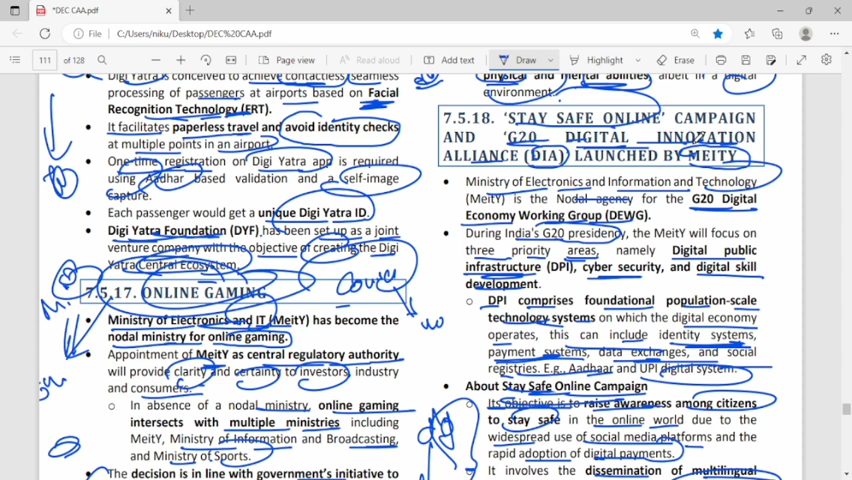 *DEC CAA.pdf
File | C:/Users/niku/Desktop/DEC%20CAA.pdf
111 of 128
Page view
Read aloud
Add text
Draw
Highlight
Erase
Digi Yatra is conceived to achieve contactless, seamless
processing of passengers at airports based on Facial
Recognition Technology (FRT).
• It facilitates paperless travel and avoid identity checks
at multiple points in an airport.
• One-time registration on Digi Yatra app is required
using Aadhar based validation and a self-image
capture.
• Each passenger would get a unique Digi Yatra ID.
• Digi Yatra Foundation (DYF) has been set up as a joint
venture company with the objective of creating the Digi
Yatra Central Ecosystem.
7.5.17. ONLINE GAMING
• Ministry of Electronics and IT (MeitY) has become the
nodal ministry for online gaming.
• Appointment of MeitY as central regulatory authority
will provide clarity and certainty to investors, industry
and consumers.
o In absence of a nodal ministry, online gaming
intersects with multiple ministries including
MeitY, Ministry of Information and Broadcasting,
and Ministry of Sports.
• The decision is in line with government's initiative to
physical and mental abilities, albeit in a digital
environment.
7.5.18. 'STAY SAFE ONLINE' CAMPAIGN
AND 'G20 DIGITAL INNOVATION
ALLIANCE (DIA)' LAUNCHED BY MEITY
• Ministry of Electronics and Information and Technology
(MeitY) is the Nodal agency for the G20 Digital
Economy Working Group (DEWG).
• During India's G20 presidency, the MeitY will focus on
three priority areas, namely Digital public
infrastructure (DPI), cyber security, and digital skill
development.
o DPI comprises foundational population-scale
technology systems on which the digital economy
operates, this can include identity systems,
payment systems, data exchanges, and social
registries. E.g., Aadhaar and UPI digital system.
• About Stay Safe Online Campaign
o Its objective is to raise awareness among citizens
to stay safe in the online world due to the
widespread use of social media platforms and the
rapid adoption of digital payments.
o It involves the dissemination of multilingual